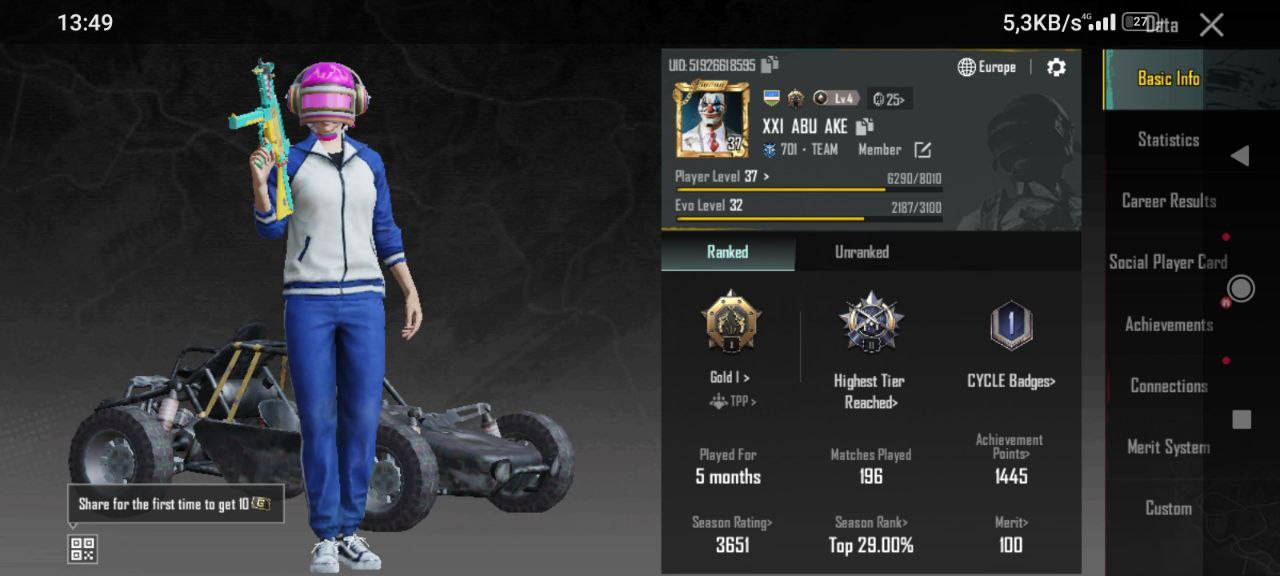 13:49
5,3KB/s 4G 27
Data
UID: 51926618595
Europe
Lv4
25>
XXI ABU AKE
37
701 · TEAM Member
Player Level 37 > 6290/8010
Evo Level 32 2187/3100
Ranked Unranked
Gold I >
TPP >
Highest Tier
Reached>
CYCLE Badges>
Played For
5 months
Matches Played
196
Achievement
Points>
1445
Season Rating>
3651
Season Rank>
Top 29.00%
Merit>
100
Share for the first time to get 10
Basic Info
Statistics
Career Results
Social Player Card
Achievements
Connections
Merit System
Custom